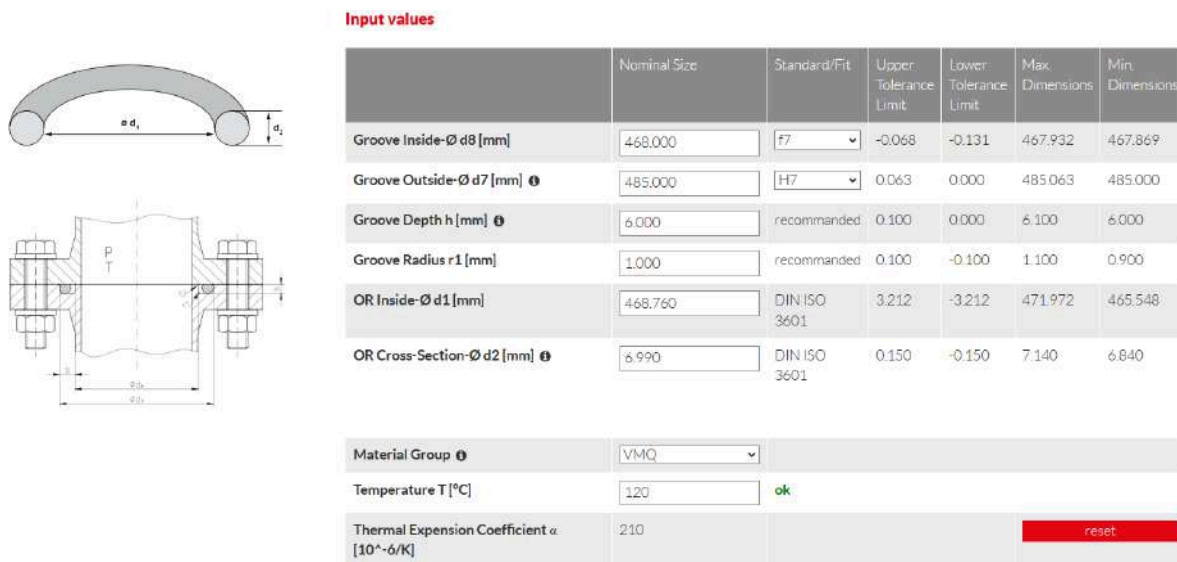 Input values
Nominal Size Standard/Fit Upper Tolerance Limit Lower Tolerance Limit Max. Dimensions Min. Dimensions
Groove Inside-Ø d8 [mm] 468.000 f7 -0.068 -0.131 467.932 467.869
Groove Outside-Ø d7 [mm] 485.000 H7 0.063 0.000 485.063 485.000
Groove Depth h [mm] 6.000 recommanded 0.100 0.000 6.100 6.000
Groove Radius r1 [mm] 1.000 recommanded 0.100 -0.100 1.100 0.900
OR Inside-Ø d1 [mm] 468.760 DIN ISO 3601 3.212 -3.212 471.972 465.548
OR Cross-Section-Ø d2 [mm] 6.990 DIN ISO 3601 0.150 -0.150 7.140 6.840
Material Group VMQ
Temperature T [°C] 120 ok
Thermal Expension Coefficient α [10^-6/K] 210 reset
ø d₁
d₂
P
T